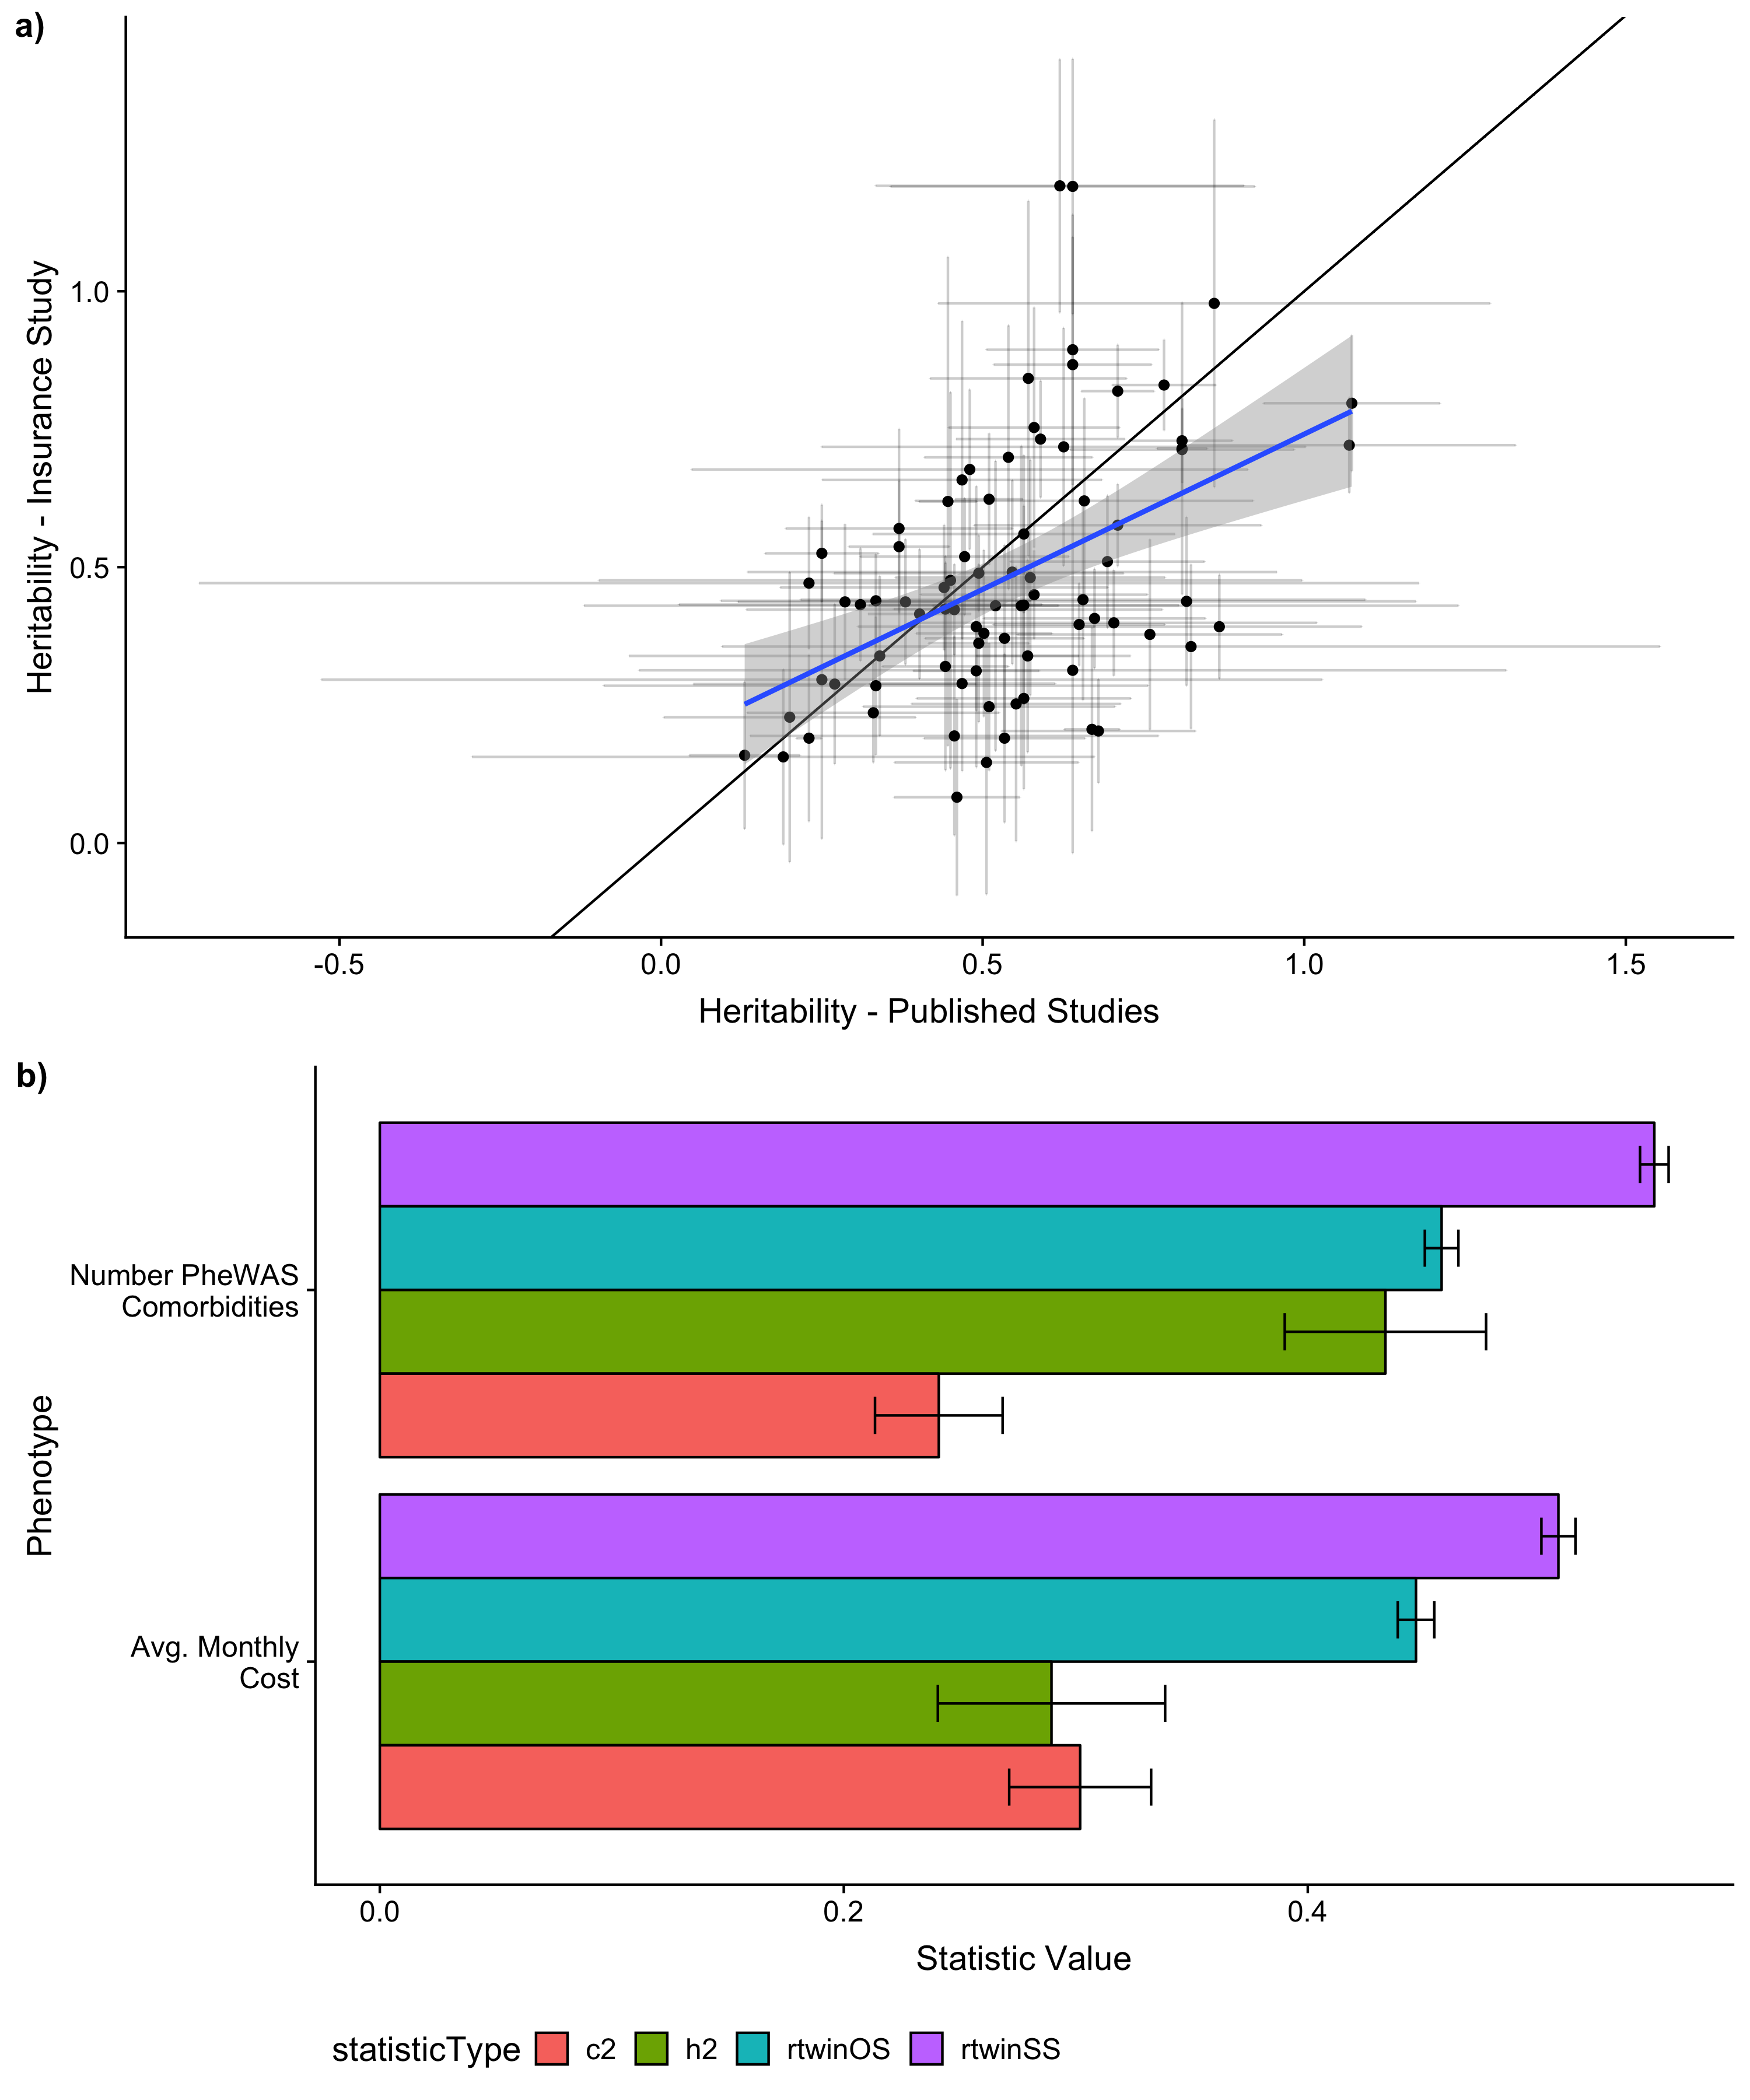 a)
Heritability - Insurance Study
1.0
0.5
0.0
-0.5
0.0
0.5
1.0
1.5
Heritability - Published Studies
b)
Phenotype
Number PheWAS
Comorbidities
Avg. Monthly
Cost
0.0
0.2
0.4
Statistic Value
statisticType
c2
h2
rtwinOS
rtwinSS